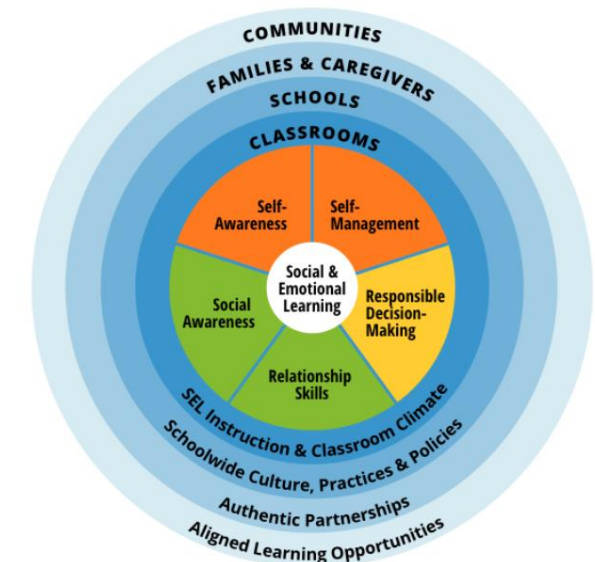 COMMUNITIES
FAMILIES & CAREGIVERS
SCHOOLS
CLASSROOMS
Self-
Awareness
Self-
Management
Social &
Emotional
Learning
Social
Awareness
Responsible
Decision-
Making
Relationship
Skills
SEL Instruction & Classroom Climate
Schoolwide Culture, Practices & Policies
Authentic Partnerships
Aligned Learning Opportunities